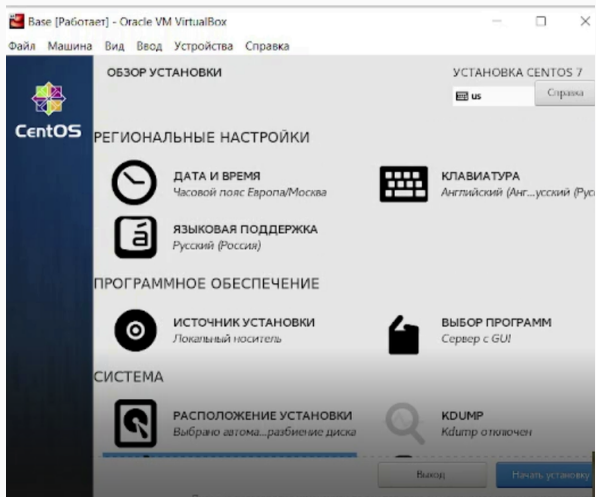 Base [Работает] - Oracle VM VirtualBox
Файл Машина Вид Ввод Устройства Справка
ОБЗОР УСТАНОВКИ
УСТАНОВКА CENTOS 7
us
Справка
CentOS
РЕГИОНАЛЬНЫЕ НАСТРОЙКИ
ДАТА И ВРЕМЯ
Часовой пояс Европа/Москва
КЛАВИАТУРА
Английский (Анг...усский (Рус
á
ЯЗЫКОВАЯ ПОДДЕРЖКА
Русский (Россия)
ПРОГРАММНОЕ ОБЕСПЕЧЕНИЕ
ИСТОЧНИК УСТАНОВКИ
Локальный носитель
ВЫБОР ПРОГРАММ
Сервер с GUI
СИСТЕМА
РАСПОЛОЖЕНИЕ УСТАНОВКИ
Выбрано автома...разбиение диска
KDUMP
Kdump отключен
Выход
Начать установку